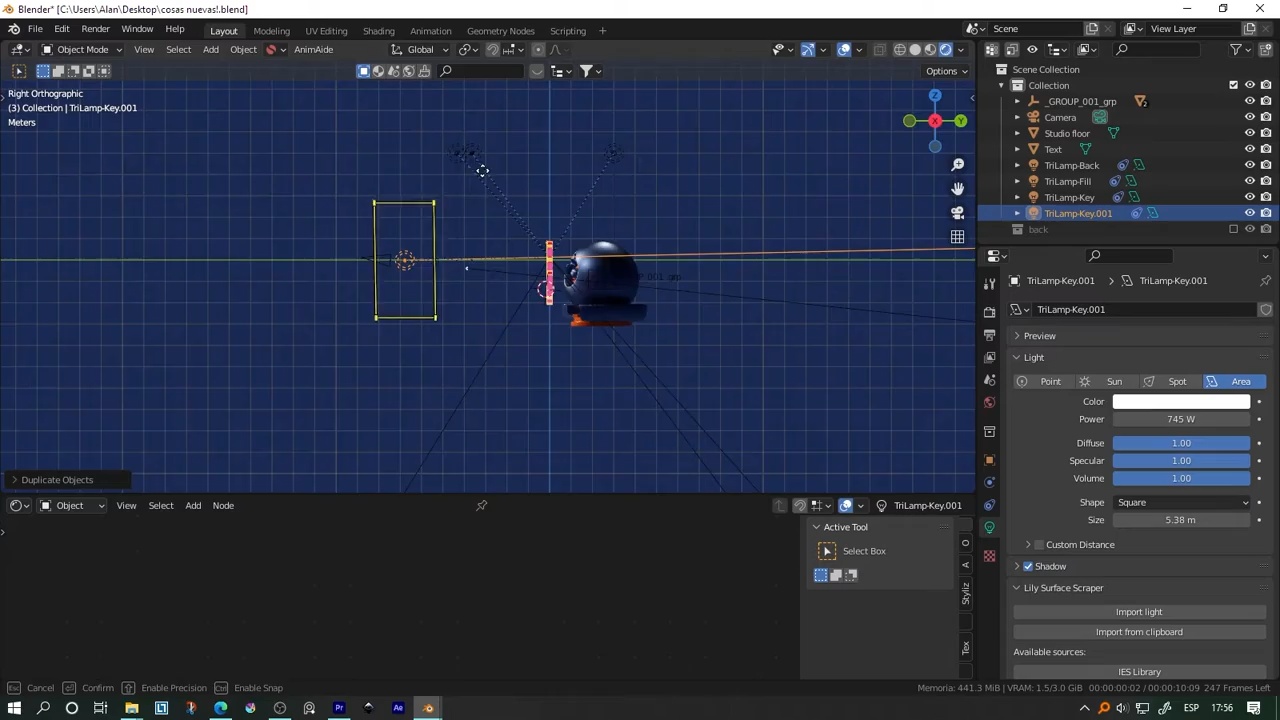 Blender* [C:\Users\Alan\Desktop\cosas nuevas!.blend]
File Edit Render Window Help Layout Modeling UV Editing Shading Animation Geometry Nodes Scripting + Scene View Layer
Object Mode View Select Add Object AnimAide Global
Options
Right Orthographic
(3) Collection | TriLamp-Key.001
Meters
Z
X
Y
Scene Collection
Collection
_GROUP_001_grp
Camera
Studio floor
Text
TriLamp-Back
TriLamp-Fill
TriLamp-Key
TriLamp-Key.001
back
TriLamp-Key.001 TriLamp-Key.001
TriLamp-Key.001
Preview
Light
Point Sun Spot Area
Color
Power 745 W
Diffuse 1.00
Specular 1.00
Volume 1.00
Shape Square
Size 5.38 m
Custom Distance
Shadow
Lily Surface Scraper
Import light
Import from clipboard
Available sources:
IES Library
Duplicate Objects
Object View Select Add Node TriLamp-Key.001
Active Tool
Select Box
O
A
Styliz
Tex
Esc Cancel Confirm Enable Precision Ctrl Enable Snap Memoria: 441.3 MiB | VRAM: 1.5/3.0 GiB | 00:00:00:02 / 00:00:10:09 247 Frames Left
Pr Ae ESP 17:56